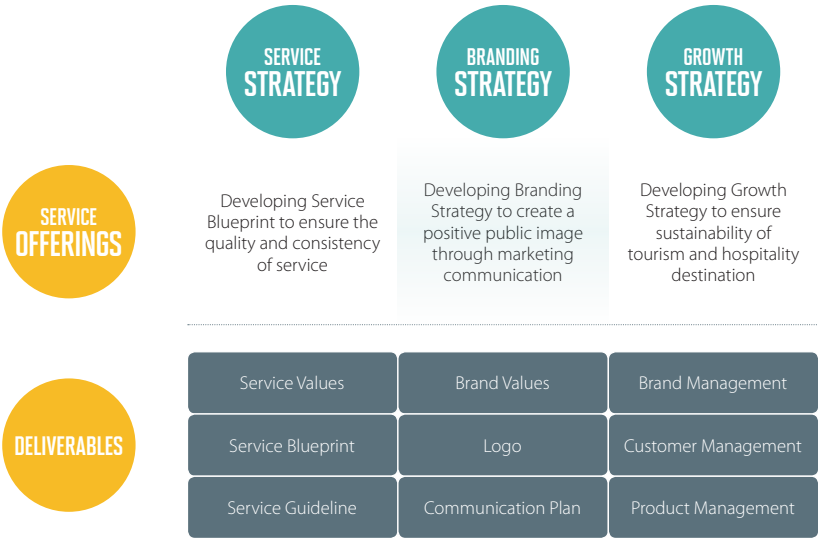 SERVICE
STRATEGY
BRANDING
STRATEGY
GROWTH
STRATEGY
SERVICE
OFFERINGS
Developing Service
Blueprint to ensure the
quality and consistency
of service
Developing Branding
Strategy to create a
positive public image
through marketing
communication
Developing Growth
Strategy to ensure
sustainability of
tourism and hospitality
destination
DELIVERABLES
Service Values
Brand Values
Brand Management
Service Blueprint
Logo
Customer Management
Service Guideline
Communication Plan
Product Management